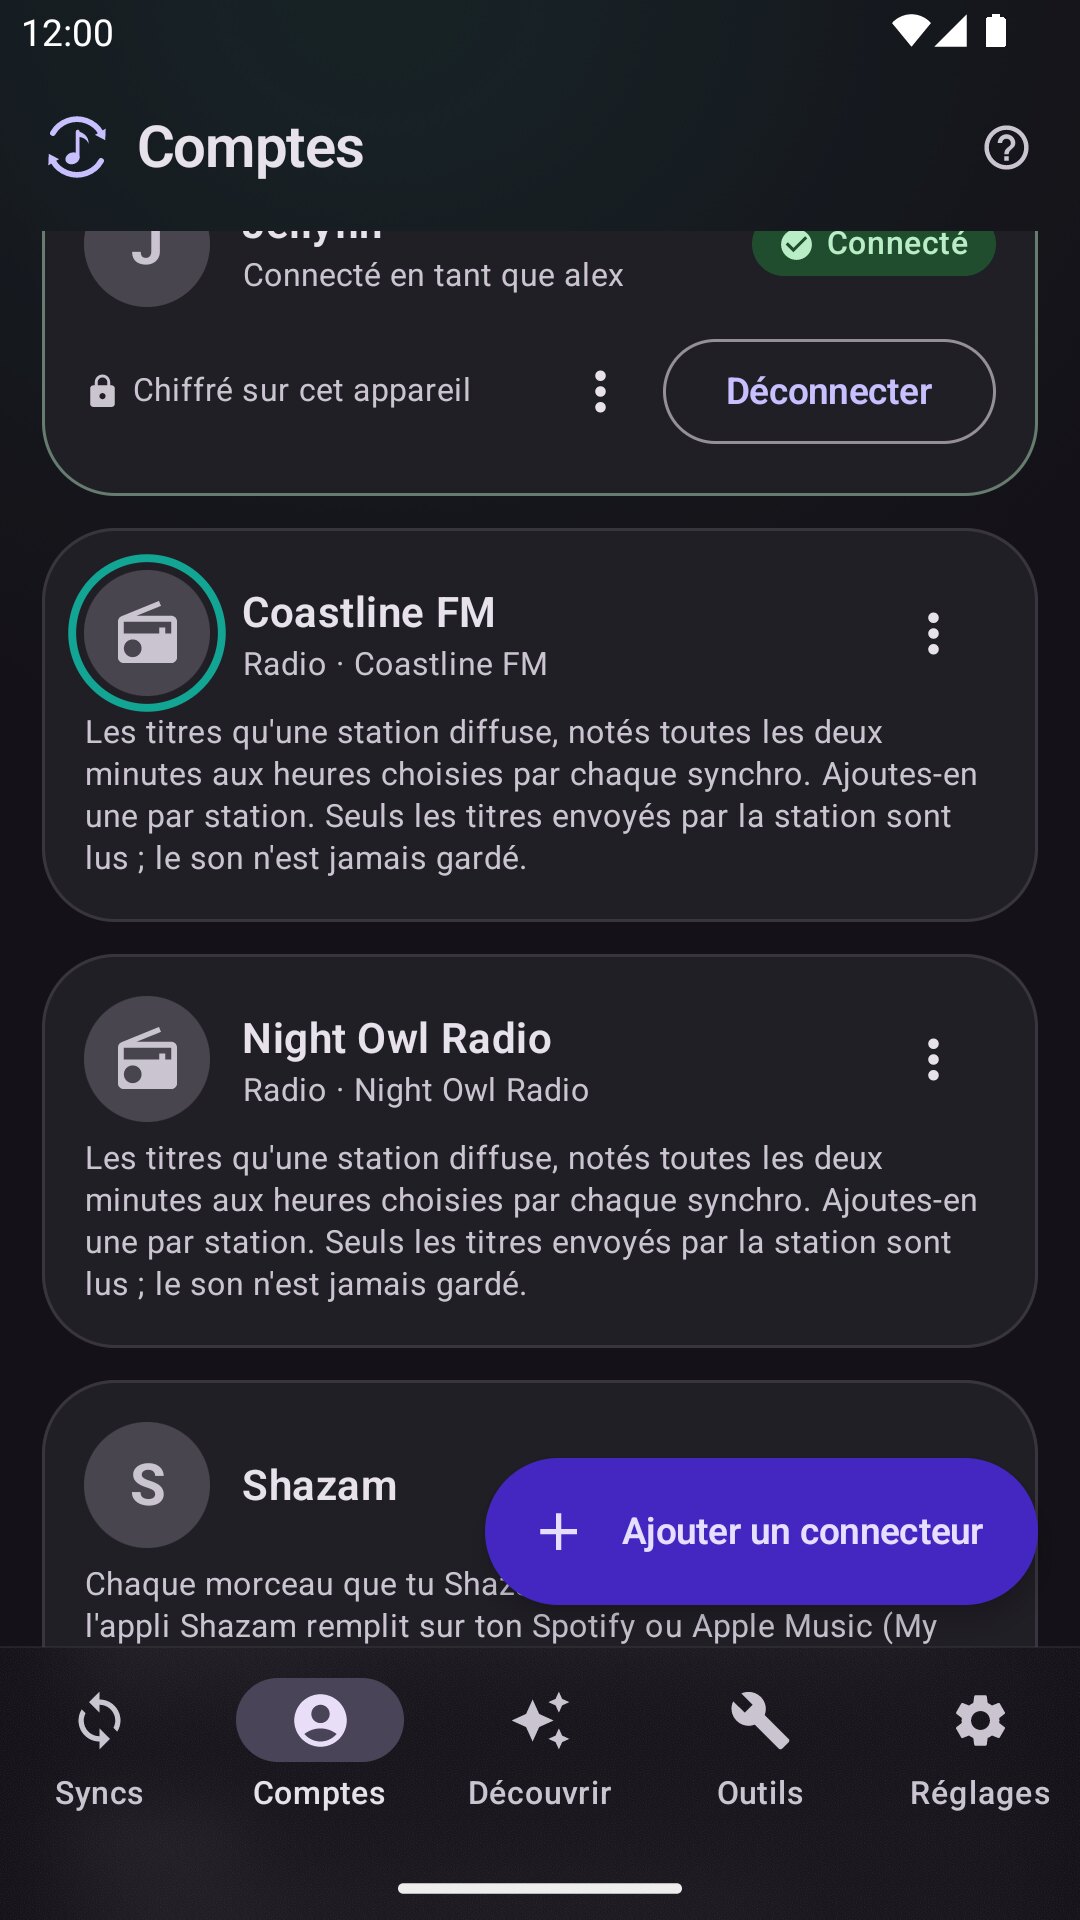 12:00
Comptes
J
Connecté
Connecté en tant que alex
Chiffré sur cet appareil
Déconnecter
Coastline FM
Radio · Coastline FM
Les titres qu'une station diffuse, notés toutes les deux
minutes aux heures choisies par chaque synchro. Ajoutes-en
une par station. Seuls les titres envoyés par la station sont
lus ; le son n'est jamais gardé.
Night Owl Radio
Radio · Night Owl Radio
Les titres qu'une station diffuse, notés toutes les deux
minutes aux heures choisies par chaque synchro. Ajoutes-en
une par station. Seuls les titres envoyés par la station sont
lus ; le son n'est jamais gardé.
S
Shazam
Ajouter un connecteur
Chaque morceau que tu
l'appli Shazam remplit sur ton Spotify ou Apple Music (My
Syncs
Comptes
Découvrir
Outils
Réglages